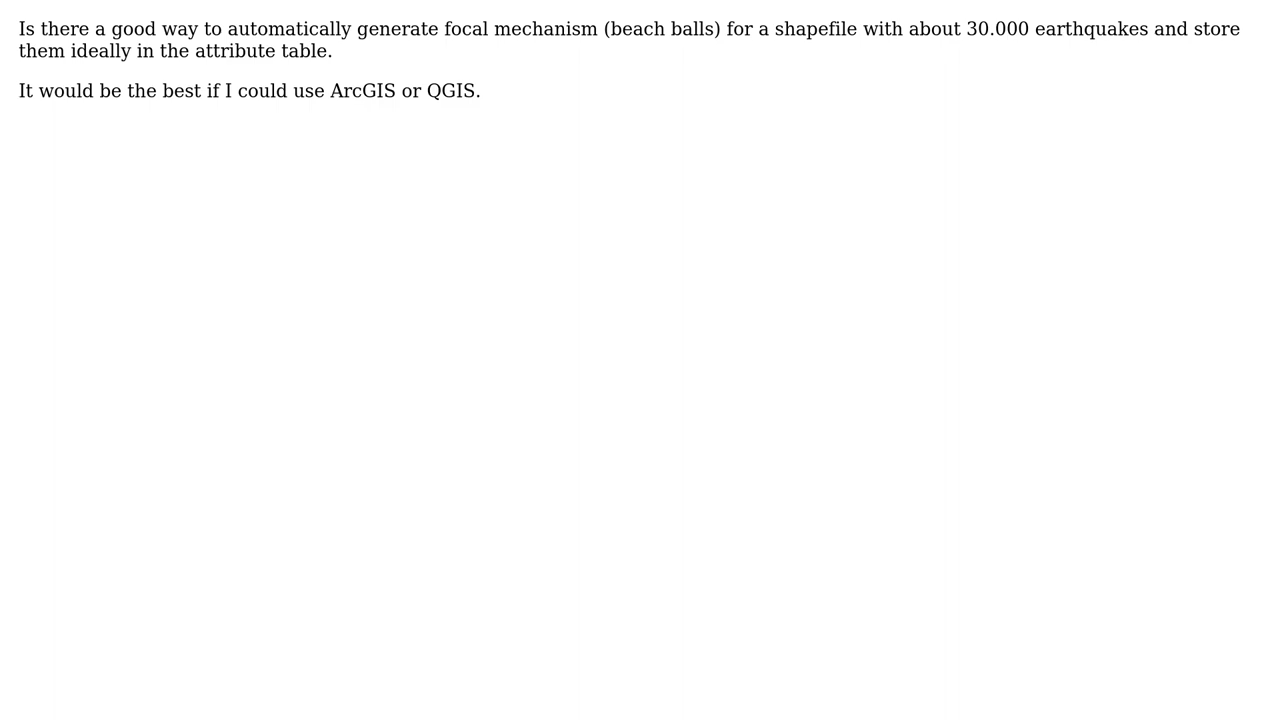 Is there a good way to automatically generate focal mechanism (beach balls) for a shapefile with about 30.000 earthquakes and store
them ideally in the attribute table.
It would be the best if I could use ArcGIS or QGIS.